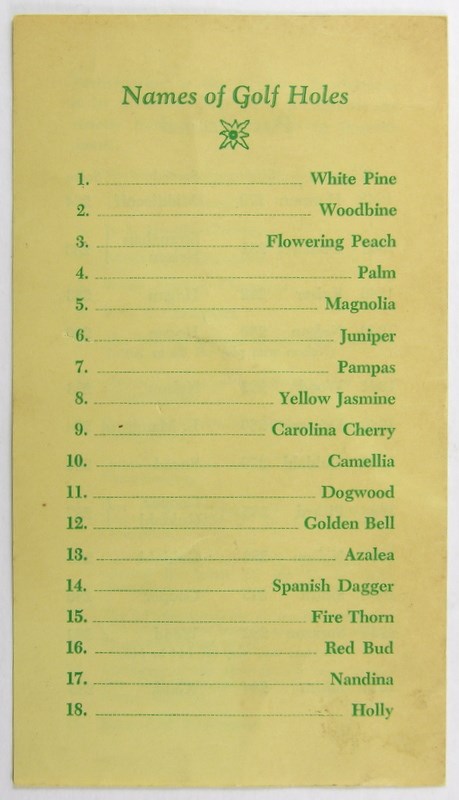 Names of Golf Holes
1. White Pine
2. Woodbine
3. Flowering Peach
4. Palm
5. Magnolia
6. Juniper
7. Pampas
8. Yellow Jasmine
9. Carolina Cherry
10. Camellia
11. Dogwood
12. Golden Bell
13. Azalea
14. Spanish Dagger
15. Fire Thorn
16. Red Bud
17. Nandina
18. Holly